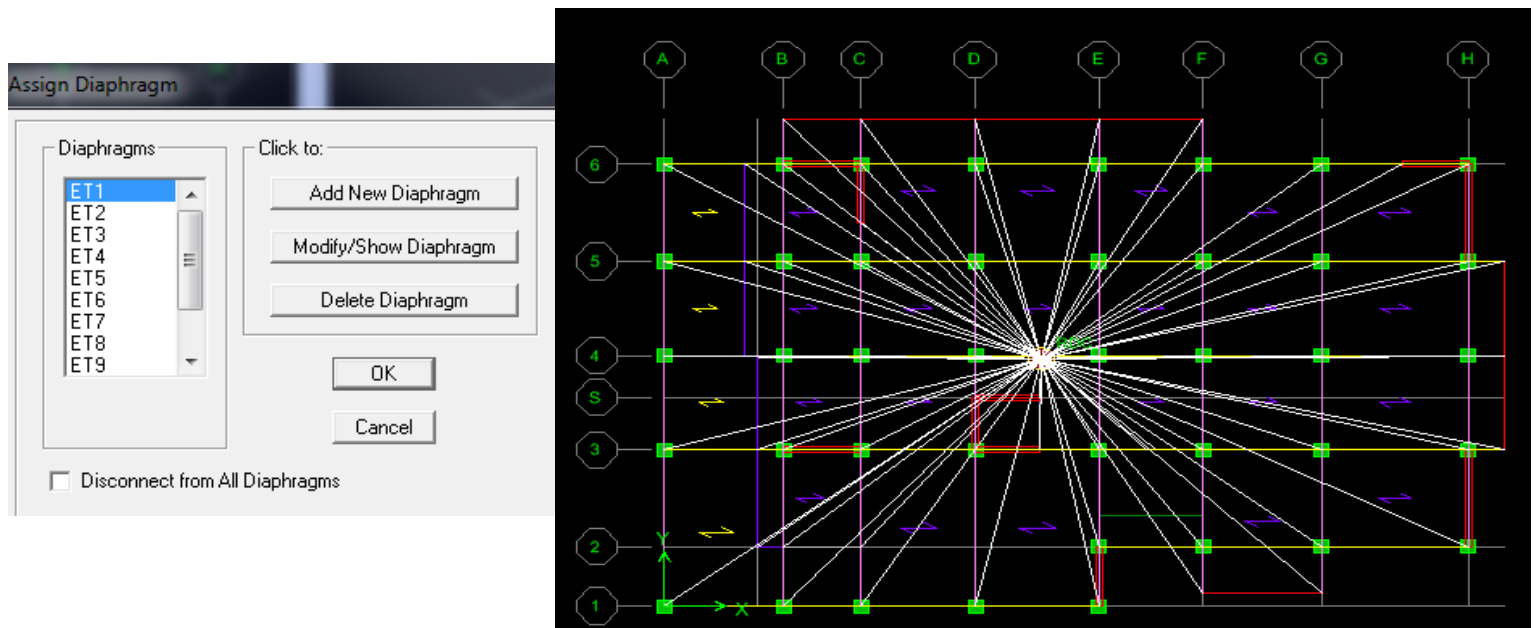 Assign Diaphragm
Diaphragms
ET1
ET2
ET3
ET4
ET5
ET6
ET7
ET8
ET9
Click to:
Add New Diaphragm
Modify/Show Diaphragm
Delete Diaphragm
OK
Cancel
Disconnect from All Diaphragms
A B C D E F G H
6
5
4
S
3
2
1
Y
X